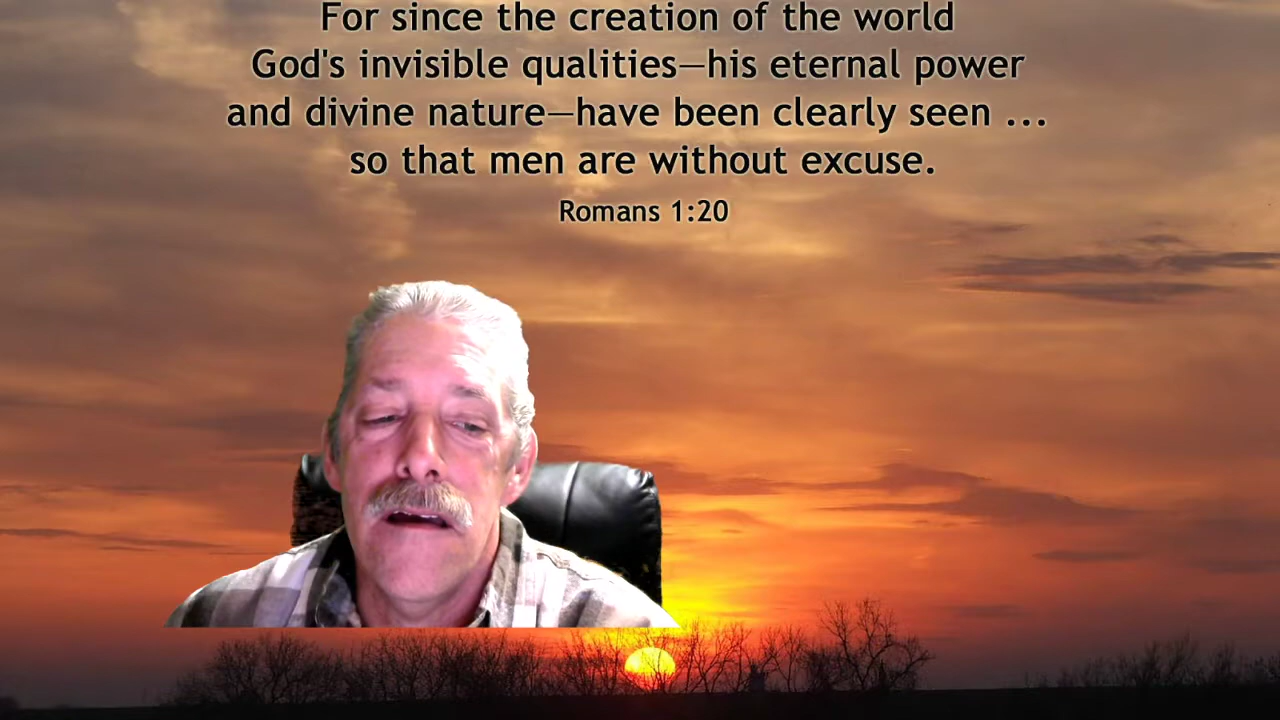 For since the creation of the world
God's invisible qualities—his eternal power
and divine nature—have been clearly seen ...
so that men are without excuse.
Romans 1:20